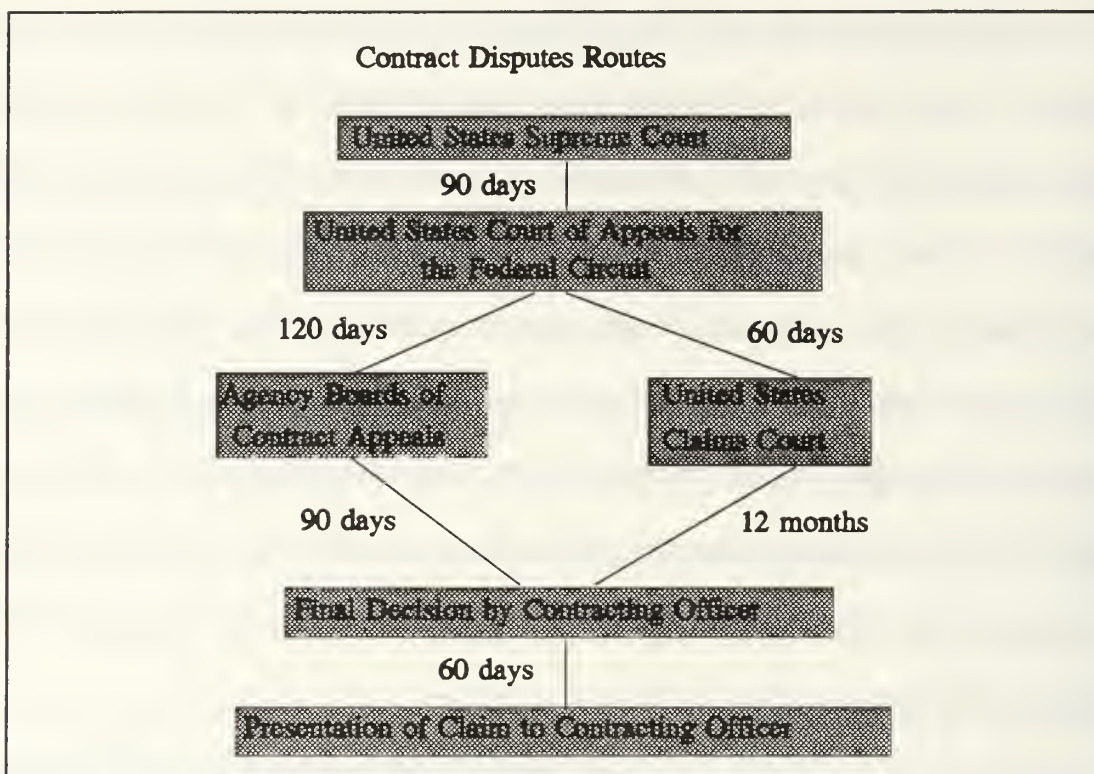 Contract Disputes Routes
United States Supreme Court
90 days
United States Court of Appeals for
the Federal Circuit
120 days
60 days
Agency Boards of
Contract Appeals
United States
Claims Court
90 days
12 months
Final Decision by Contracting Officer
60 days
Presentation of Claim to Contracting Officer